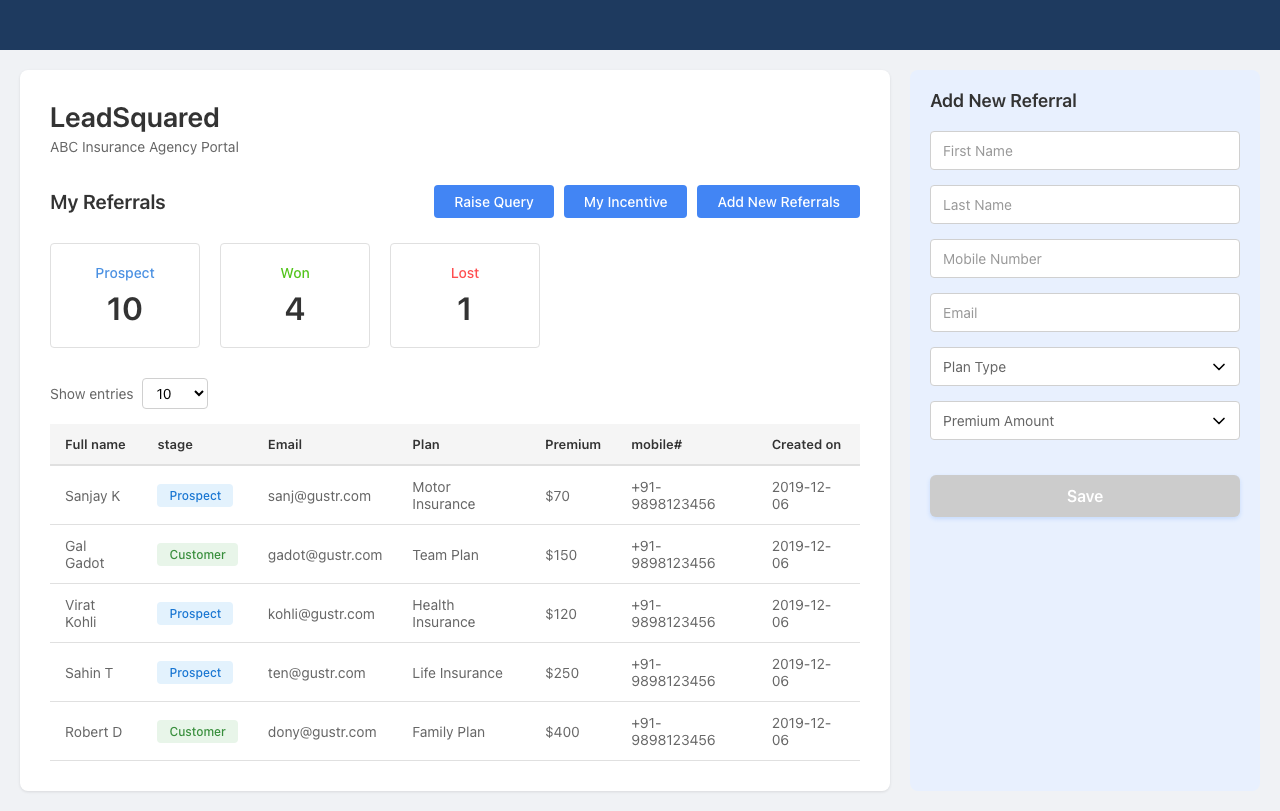 LeadSquared
ABC Insurance Agency Portal
My Referrals
Raise Query
My Incentive
Add New Referrals
Prospect
10
Won
4
Lost
1
Show entries 10
Full name stage Email Plan Premium mobile# Created on
Sanjay K Prospect sanj@gustr.com Motor Insurance $70 +91-9898123456 2019-12-06
Gal Gadot Customer gadot@gustr.com Team Plan $150 +91-9898123456 2019-12-06
Virat Kohli Prospect kohli@gustr.com Health Insurance $120 +91-9898123456 2019-12-06
Sahin T Prospect ten@gustr.com Life Insurance $250 +91-9898123456 2019-12-06
Robert D Customer dony@gustr.com Family Plan $400 +91-9898123456 2019-12-06
Add New Referral
First Name
Last Name
Mobile Number
Email
Plan Type
Premium Amount
Save